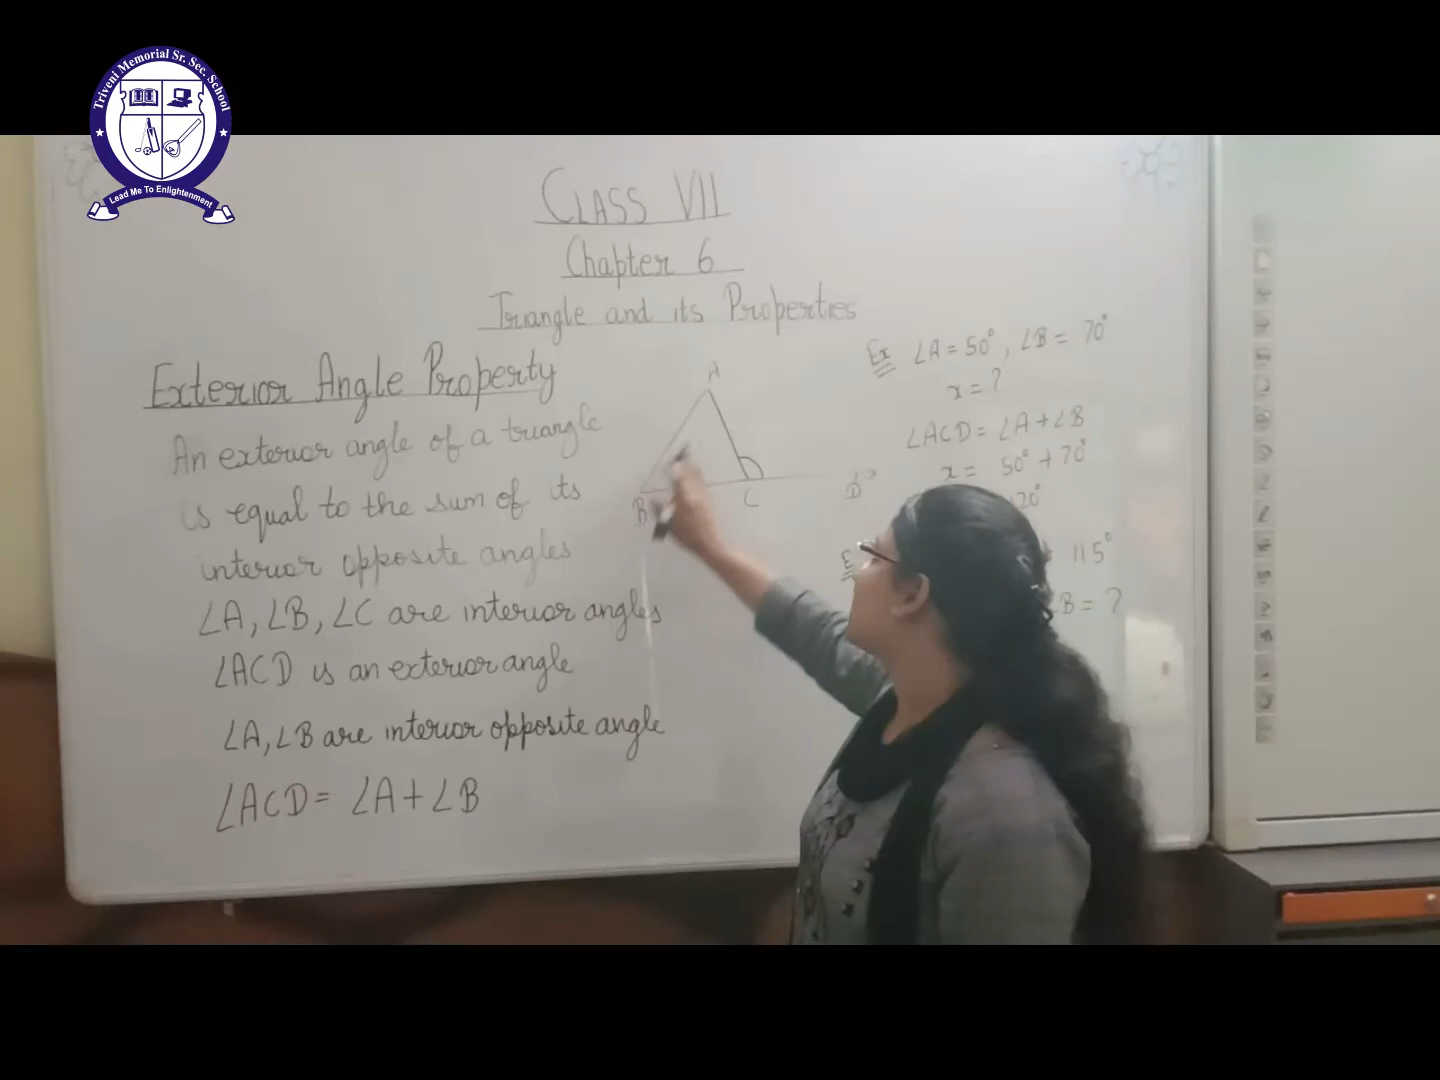 Triveni Memorial Sr. Sec. School
Lead Me To Enlightenment
CLASS VII
Chapter 6
Triangle and its Properties
Exterior Angle Property
An exterior angle of a triangle
is equal to the sum of its
interior opposite angles
∠A, ∠B, ∠C are interior angles
∠ACD is an exterior angle
∠A, ∠B are interior opposite angle
∠ACD = ∠A + ∠B
A
B
C
D
Ex ∠A = 50°, ∠B = 70°
x = ?
∠ACD = ∠A + ∠B
x = 50° + 70°
120°
115°
B = ?